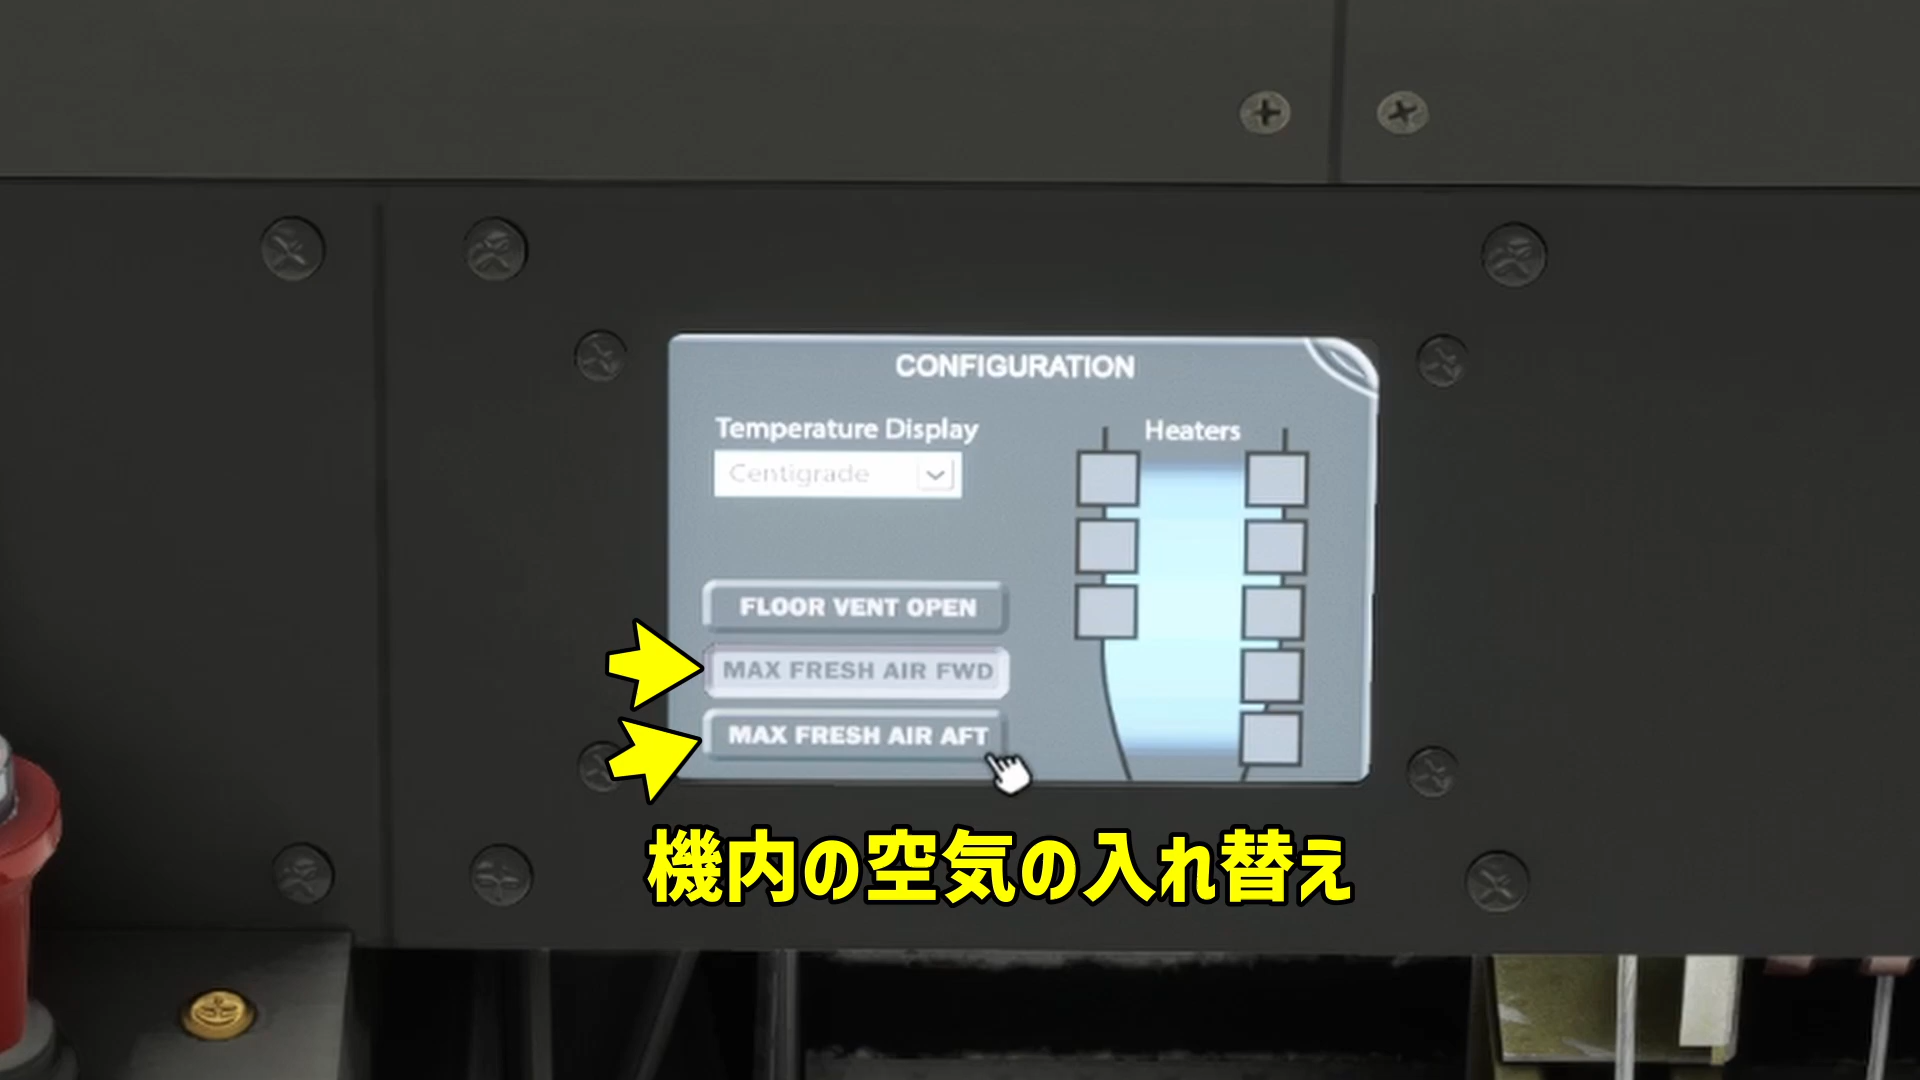 CONFIGURATION
Temperature Display
Centigrade
Heaters
FLOOR VENT OPEN
MAX FRESH AIR FWD
MAX FRESH AIR AFT
機内の空気の入れ替え